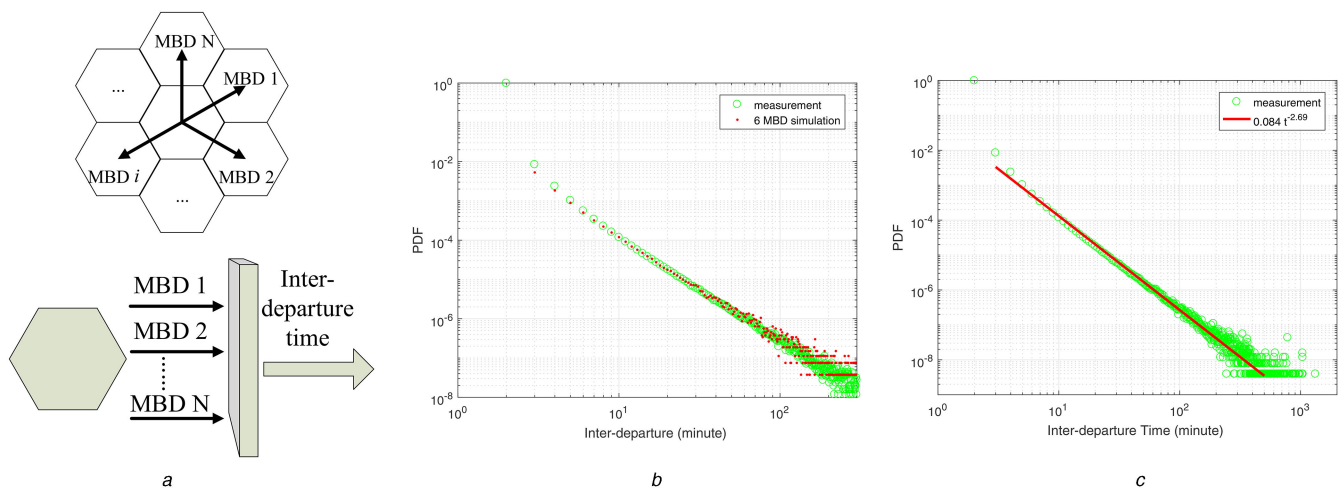 MBD N
MBD 1
...
MBD i
MBD 2
...
MBD 1
MBD 2
MBD N
Inter-
departure
time
a
10^0
10^-2
10^-4
10^-6
10^-8
PDF
measurement
6 MBD simulation
10^0
10^1
10^2
Inter-departure (minute)
b
10^0
10^-2
10^-4
10^-6
10^-8
PDF
measurement
0.084 t^-2.69
10^0
10^1
10^2
10^3
Inter-departure Time (minute)
c